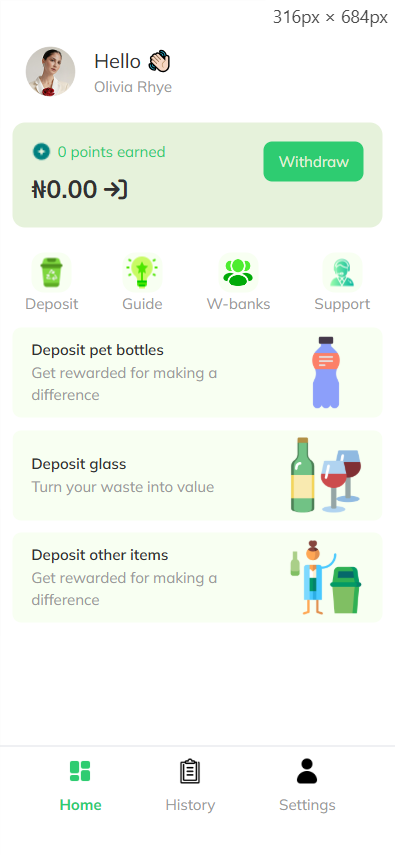 316px × 684px
Hello 👋🏻
Olivia Rhye
0 points earned
₦0.00
Withdraw
Deposit
Guide
W-banks
Support
Deposit pet bottles
Get rewarded for making a
difference
Deposit glass
Turn your waste into value
Deposit other items
Get rewarded for making a
difference
Home
History
Settings